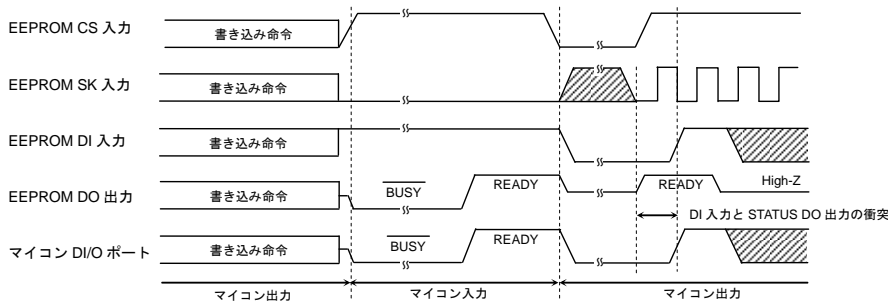 EEPROM CS 入力
書き込み命令
EEPROM SK 入力
書き込み命令
EEPROM DI 入力
書き込み命令
EEPROM DO 出力
書き込み命令
BUSY
READY
READY
High-Z
DI 入力と STATUS DO 出力の衝突
マイコン DI/O ポート
書き込み命令
BUSY
READY
マイコン出力
マイコン入力
マイコン出力